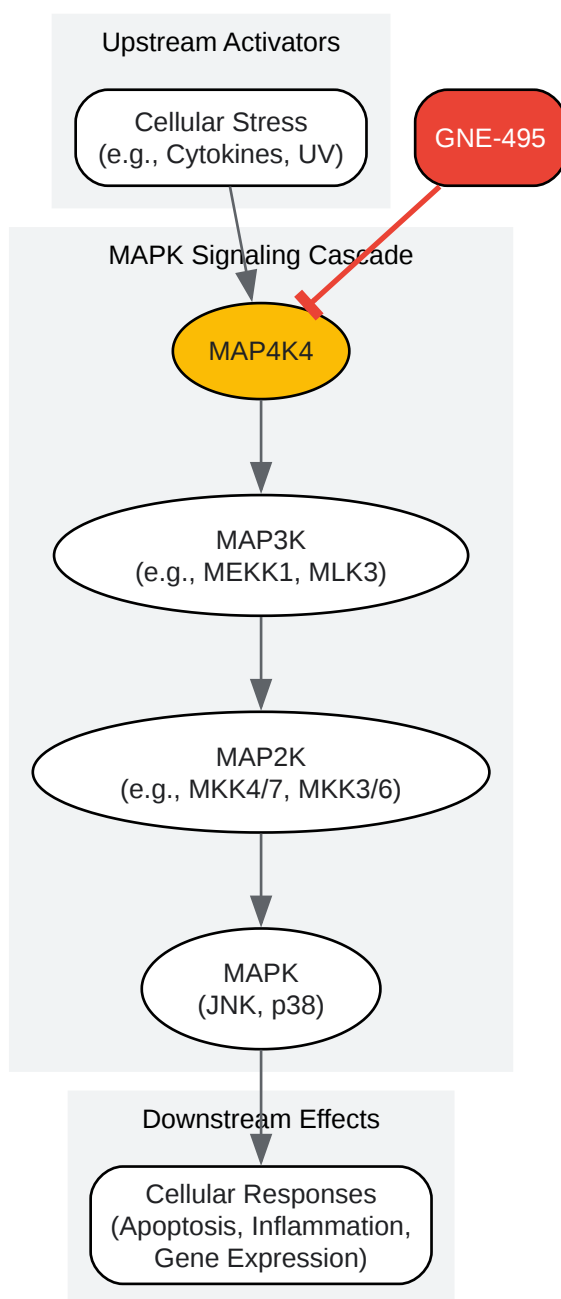 Upstream Activators
Cellular Stress
(e.g., Cytokines, UV)
GNE-495
MAPK Signaling Cascade
MAP4K4
MAP3K
(e.g., MEKK1, MLK3)
MAP2K
(e.g., MKK4/7, MKK3/6)
MAPK
(JNK, p38)
Downstream Effects
Cellular Responses
(Apoptosis, Inflammation,
Gene Expression)